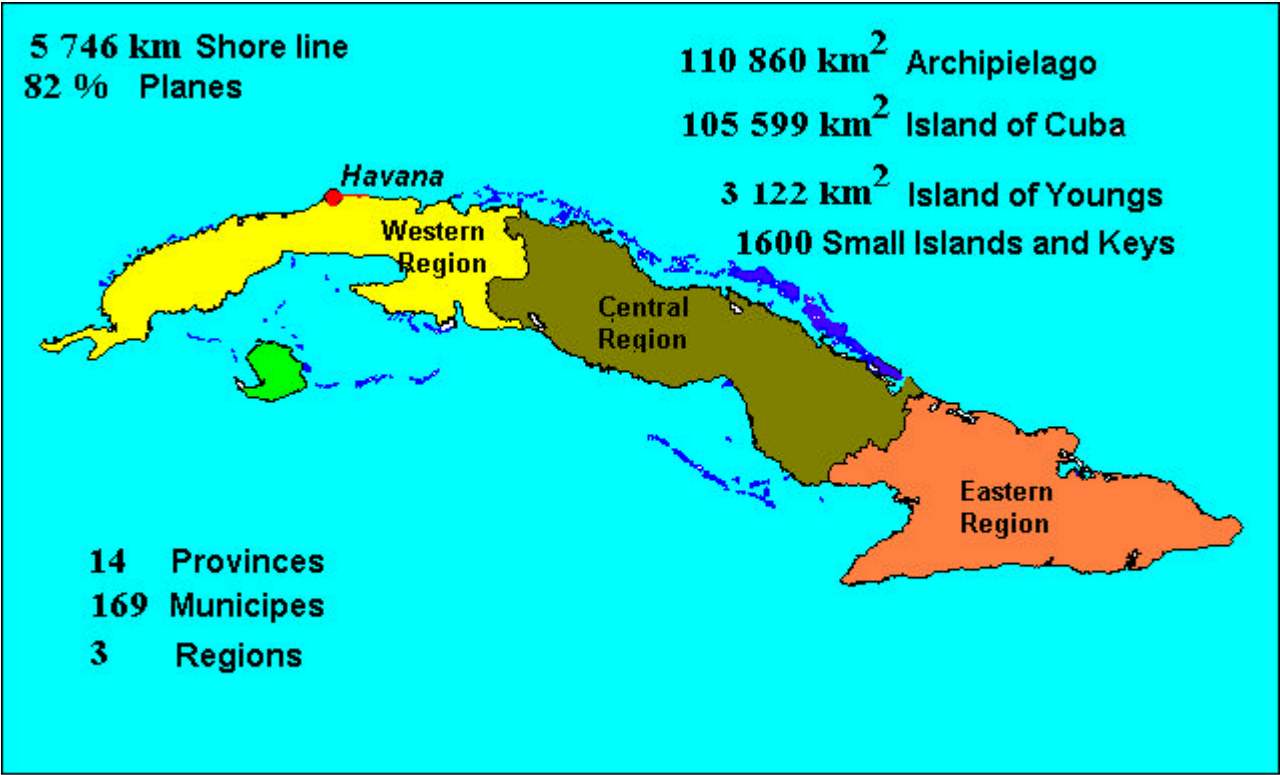 5 746 km Shore line
82 % Planes
110 860 km² Archipielago
105 599 km² Island of Cuba
3 122 km² Island of Youngs
1600 Small Islands and Keys
Havana
Western
Region
Central
Region
Eastern
Region
14 Provinces
169 Municipes
3 Regions